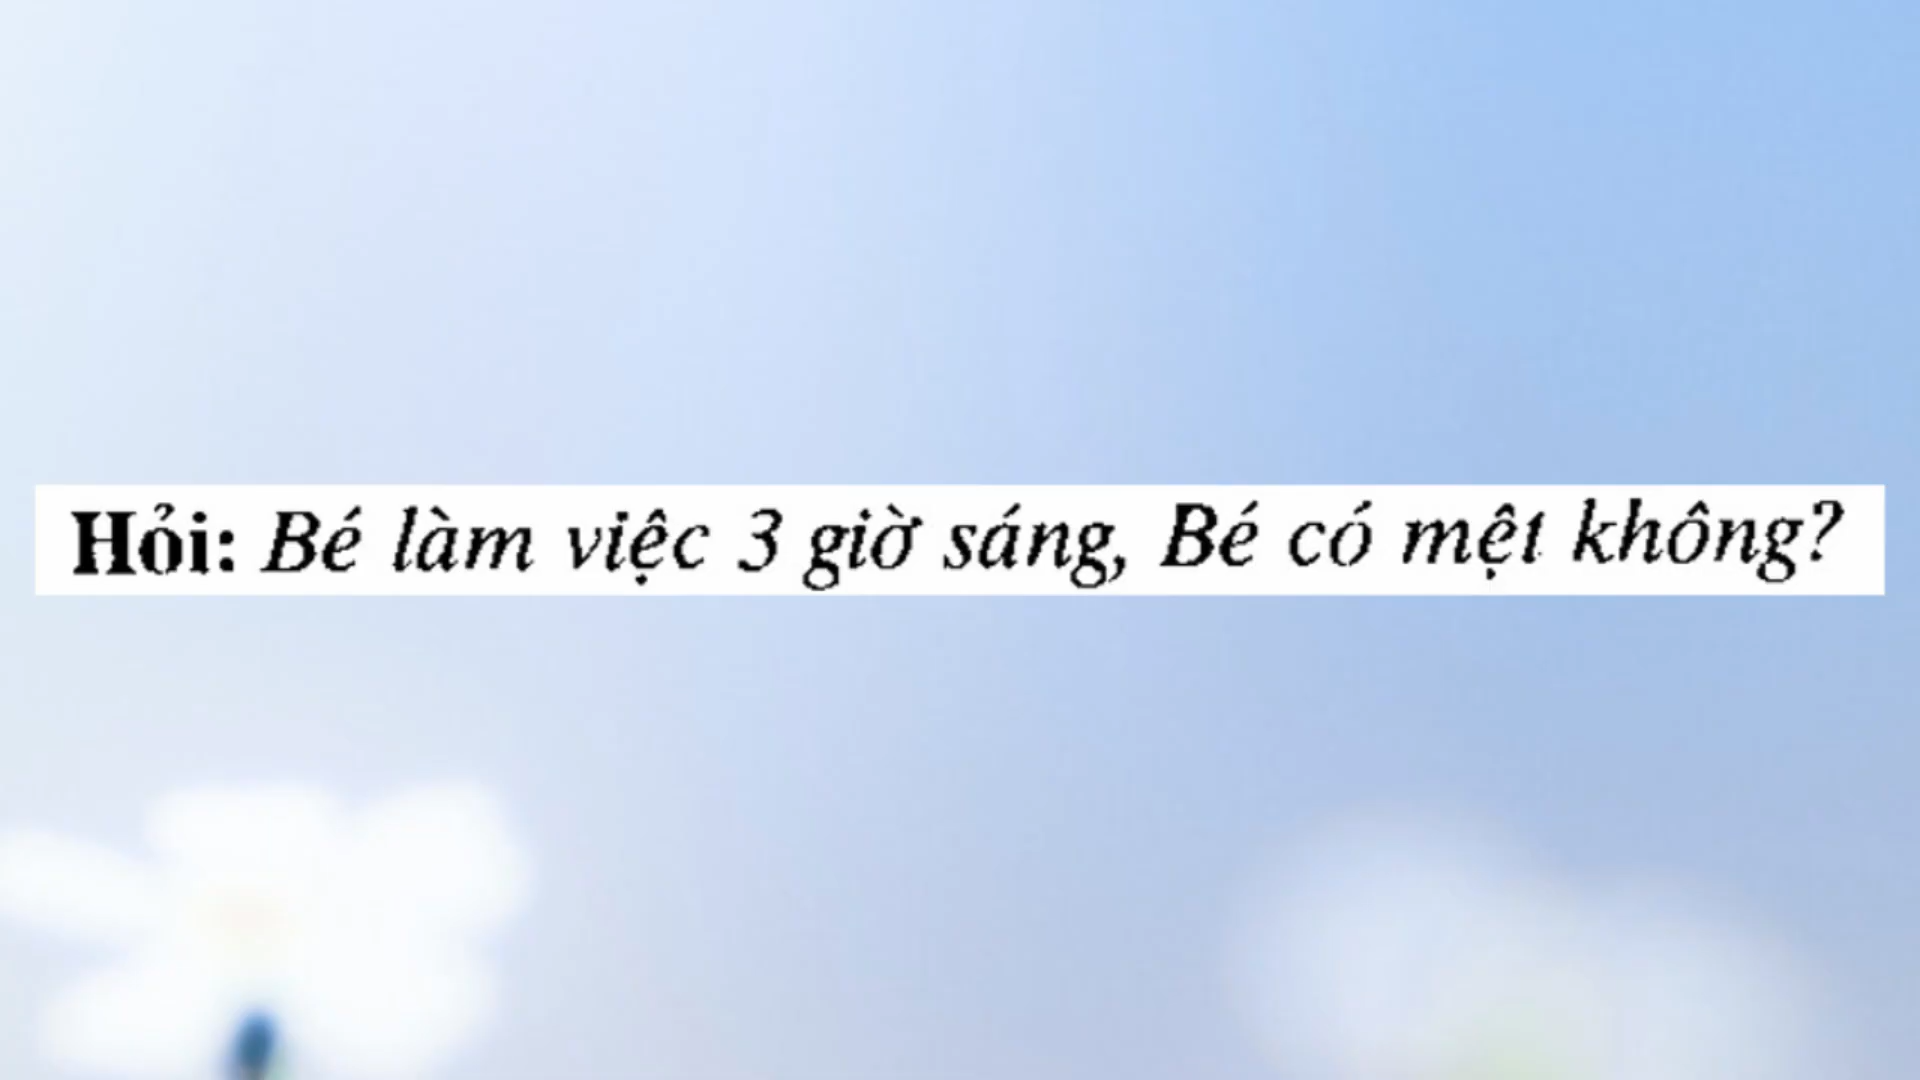 Hỏi: Bé làm việc 3 giờ sáng, Bé có mệt không?